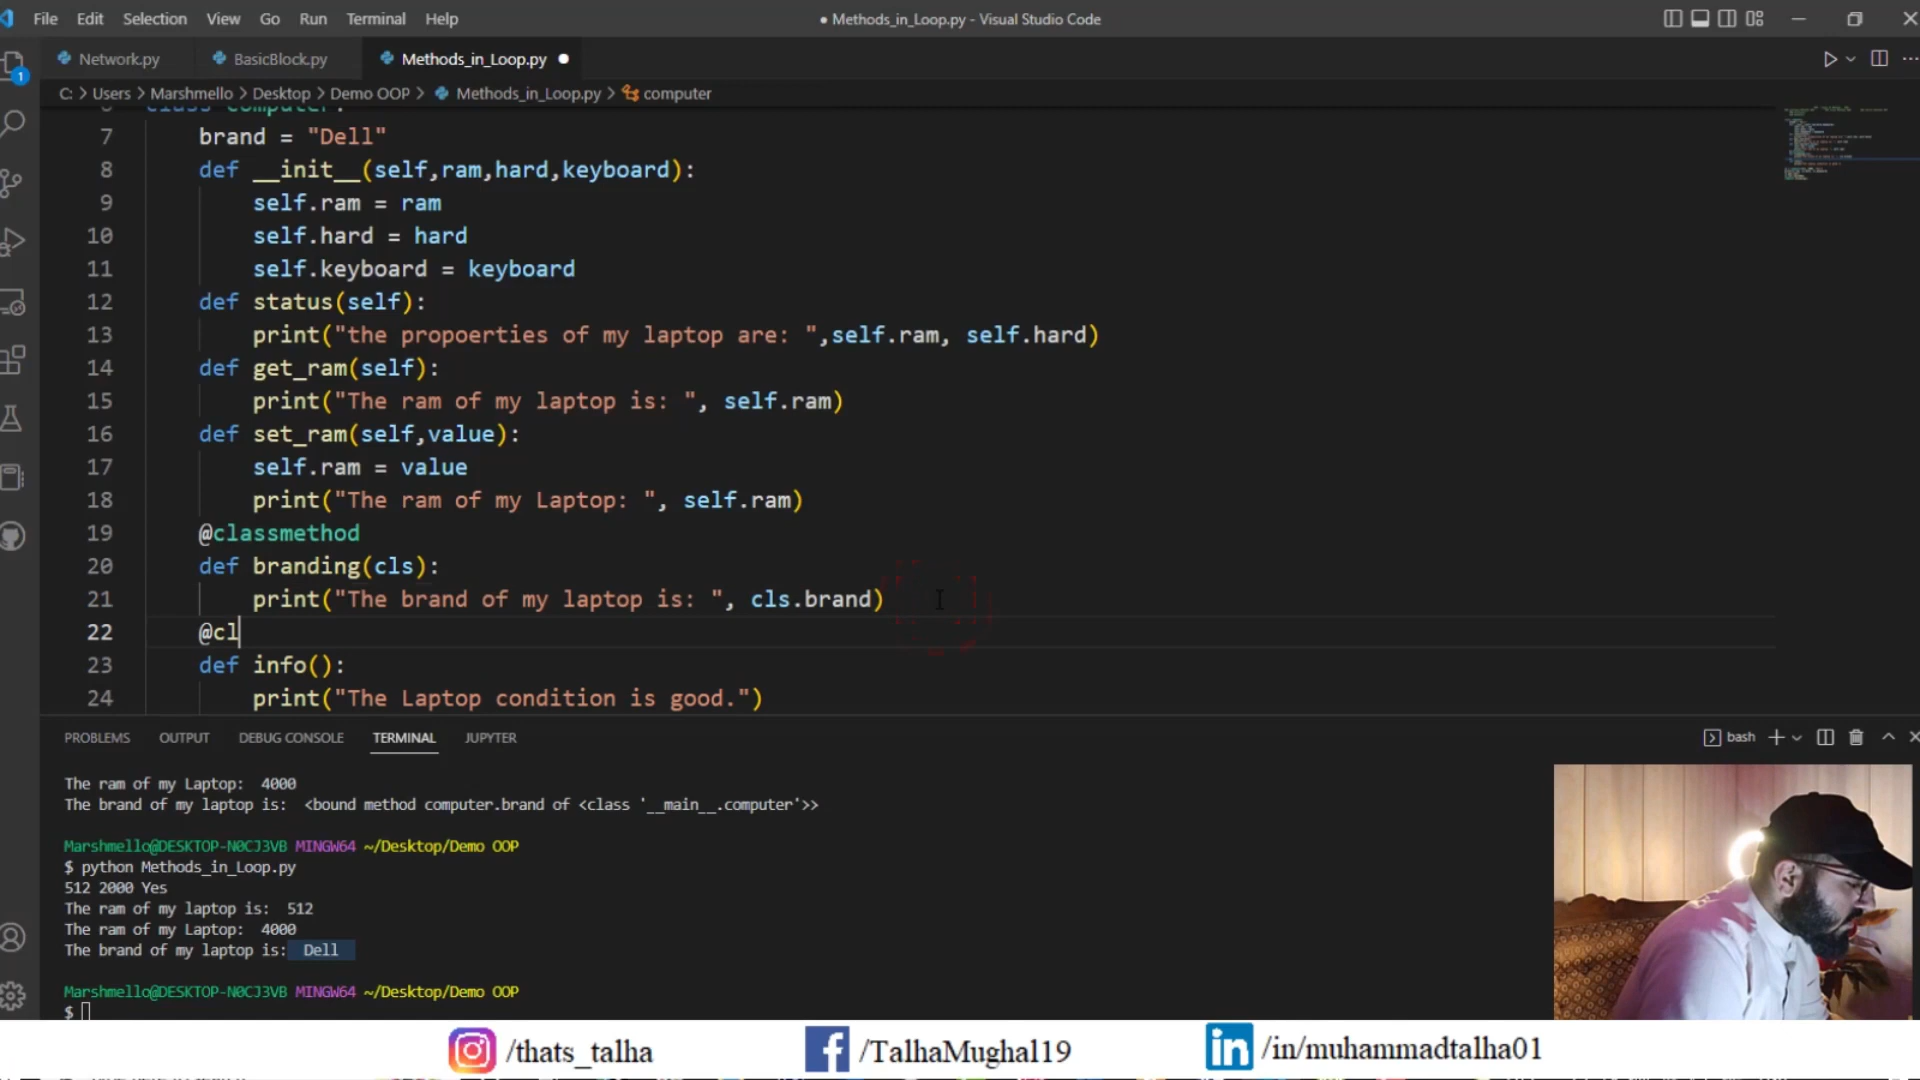 File Edit Selection View Go Run Terminal Help
● Methods_in_Loop.py - Visual Studio Code
Network.py BasicBlock.py Methods_in_Loop.py
C: > Users > Marshmello > Desktop > Demo OOP > Methods_in_Loop.py > computer
6 class computer:
7 brand = "Dell"
8 def __init__(self,ram,hard,keyboard):
9 self.ram = ram
10 self.hard = hard
11 self.keyboard = keyboard
12 def status(self):
13 print("the propoerties of my laptop are: ",self.ram, self.hard)
14 def get_ram(self):
15 print("The ram of my laptop is: ", self.ram)
16 def set_ram(self,value):
17 self.ram = value
18 print("The ram of my Laptop: ", self.ram)
19 @classmethod
20 def branding(cls):
21 print("The brand of my laptop is: ", cls.brand)
22 @cl
23 def info():
24 print("The Laptop condition is good.")
PROBLEMS OUTPUT DEBUG CONSOLE TERMINAL JUPYTER
bash
1
The ram of my Laptop:  4000
The brand of my laptop is:  <bound method computer.brand of <class '__main__.computer'>>
Marshmello@DESKTOP-N0CJ3VB MINGW64 ~/Desktop/Demo OOP
$ python Methods_in_Loop.py
512 2000 Yes
The ram of my laptop is:  512
The ram of my Laptop:  4000
The brand of my laptop is:  Dell
Marshmello@DESKTOP-N0CJ3VB MINGW64 ~/Desktop/Demo OOP
$
/thats_talha /TalhaMughal19 /in/muhammadtalha01